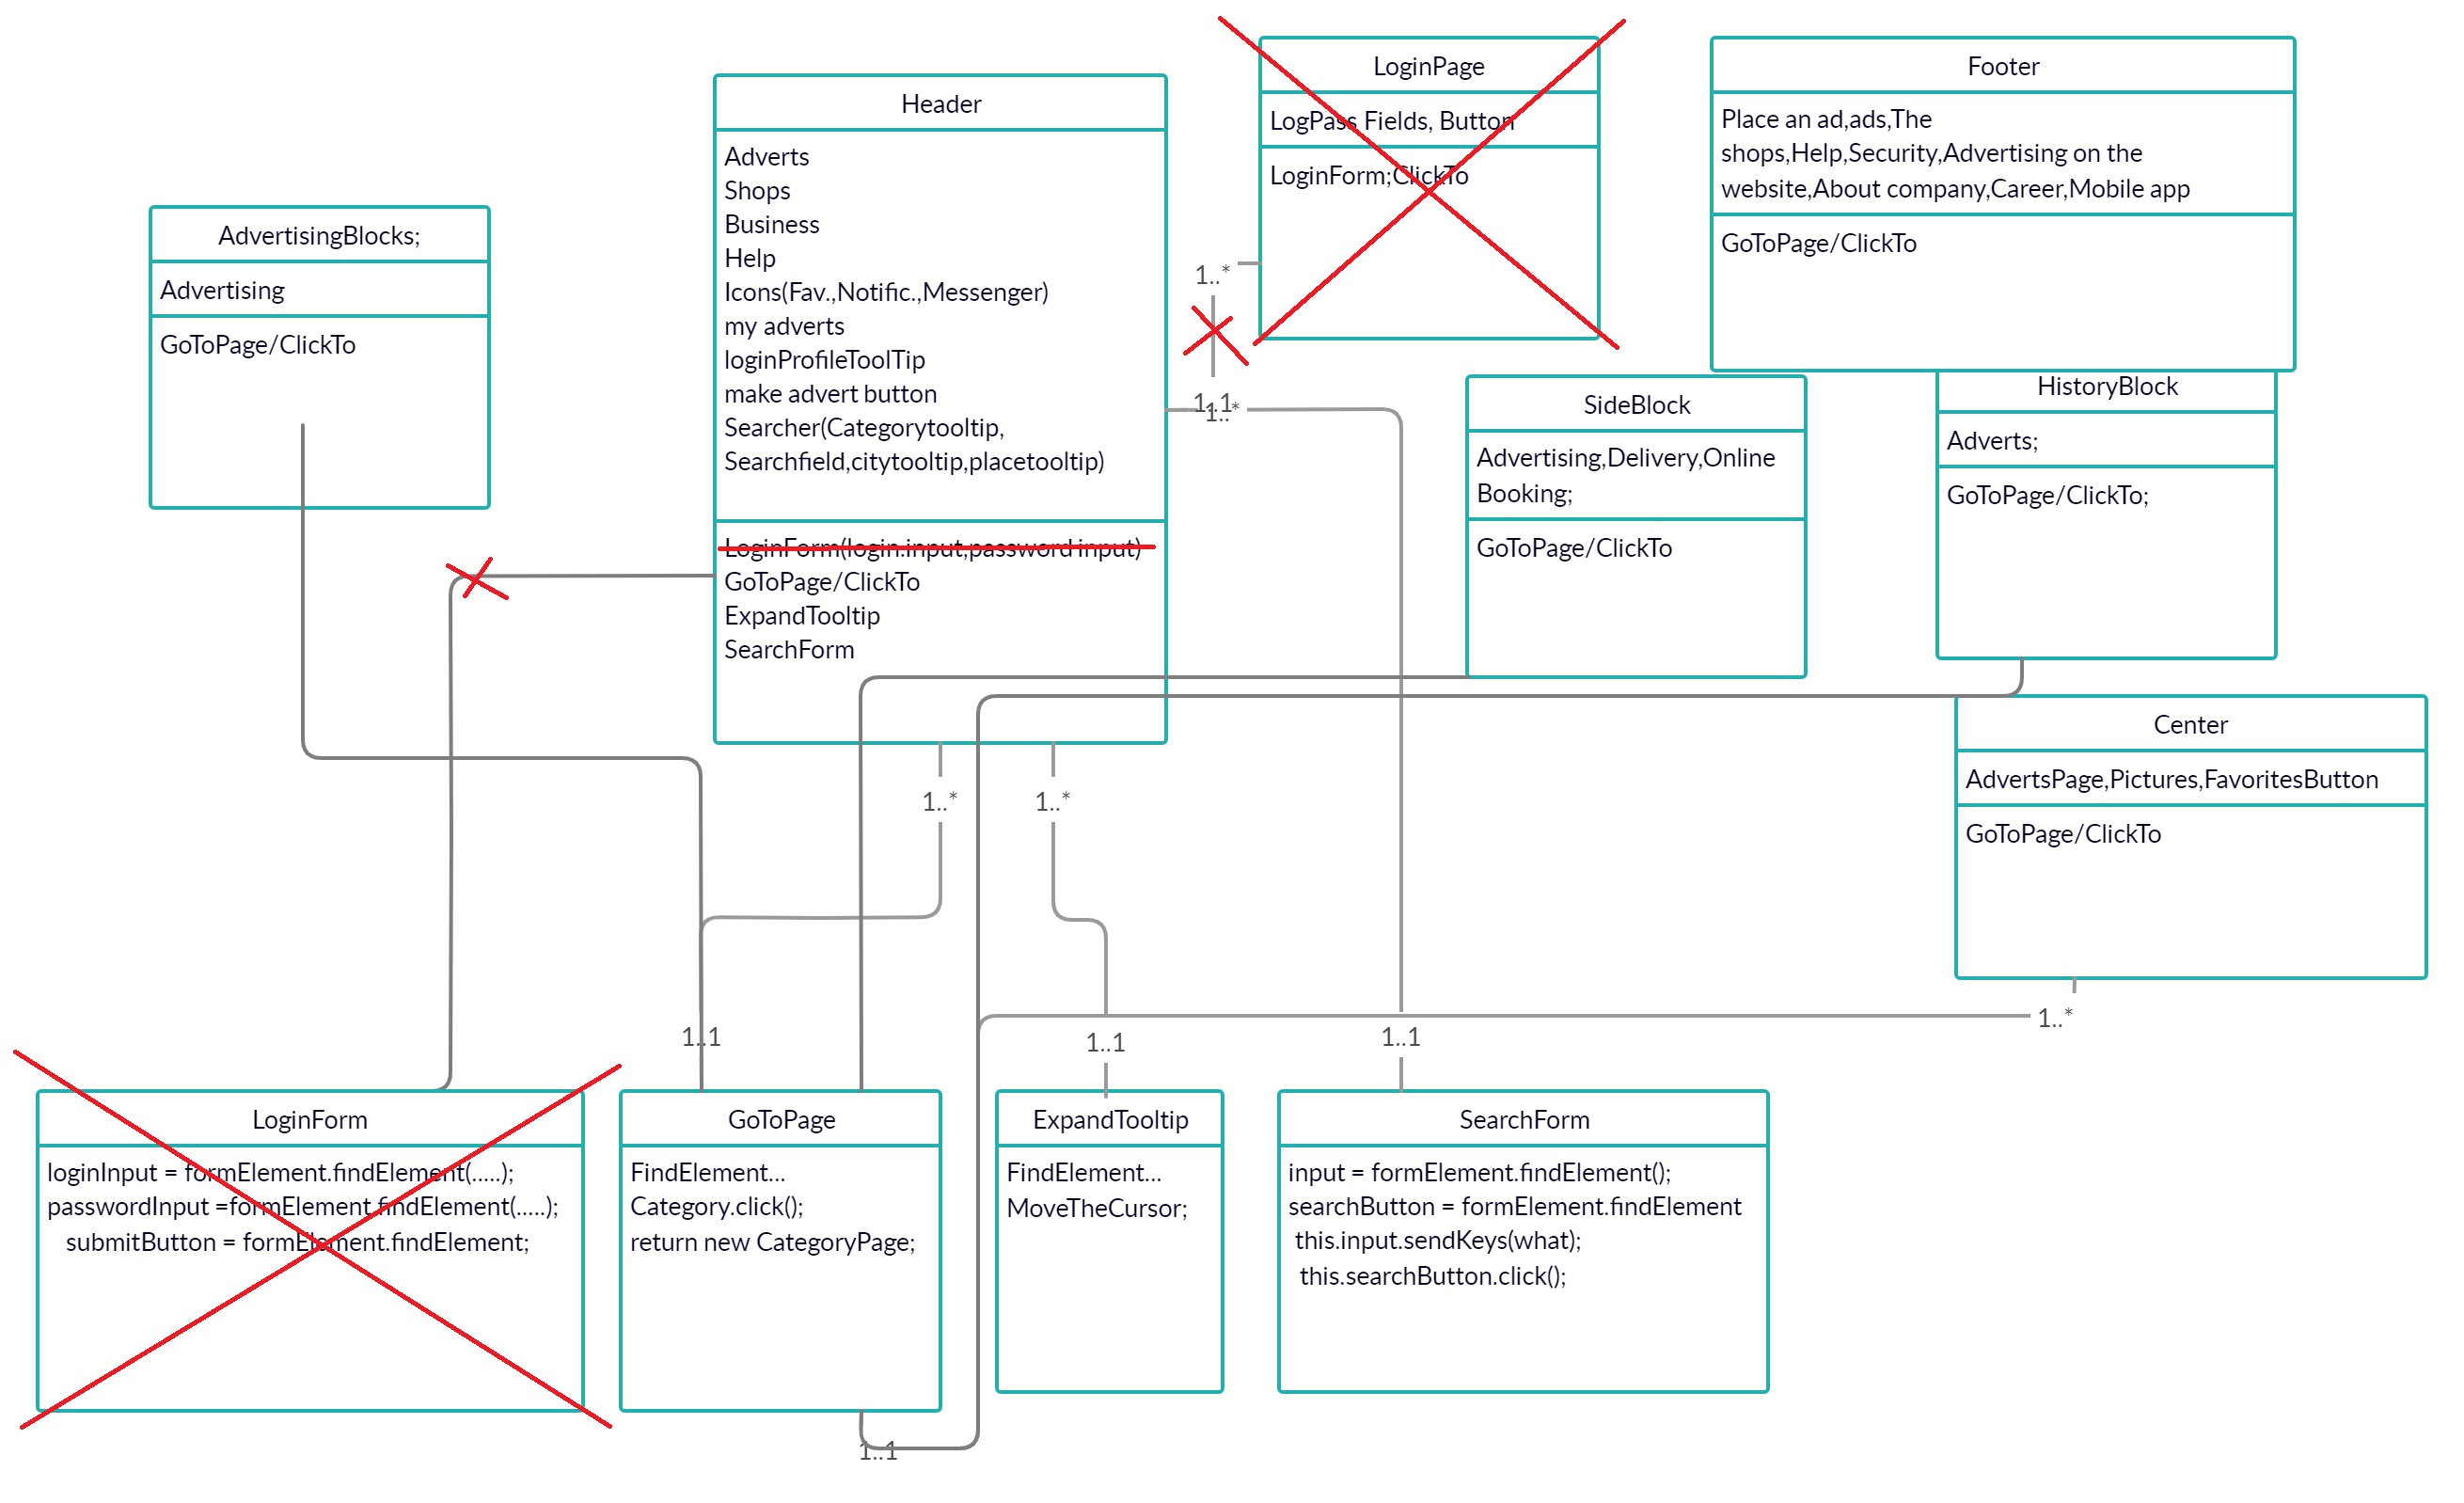 LoginPage
LogPass Fields, Button
LoginForm;ClickTo
Footer
Place an ad,ads,The
shops,Help,Security,Advertising on the
website,About company,Career,Mobile app
GoToPage/ClickTo
Header
Adverts
Shops
Business
Help
Icons(Fav.,Notific.,Messenger)
my adverts
loginProfileToolTip
make advert button
Searcher(Categorytooltip,
Searchfield,citytooltip,placetooltip)
LoginForm(login.input,password input)
GoToPage/ClickTo
ExpandTooltip
SearchForm
AdvertisingBlocks;
Advertising
GoToPage/ClickTo
1..*
1..1
1..*
SideBlock
Advertising,Delivery,Online
Booking;
GoToPage/ClickTo
HistoryBlock
Adverts;
GoToPage/ClickTo;
Center
AdvertsPage,Pictures,FavoritesButton
GoToPage/ClickTo
1..*
1..*
1..1
1..1
1..1
1..*
LoginForm
loginInput = formElement.findElement(.....);
passwordInput =formElement.findElement(.....);
submitButton = formElement.findElement;
GoToPage
FindElement...
Category.click();
return new CategoryPage;
ExpandTooltip
FindElement...
MoveTheCursor;
SearchForm
input = formElement.findElement();
searchButton = formElement.findElement
this.input.sendKeys(what);
this.searchButton.click();
1..1